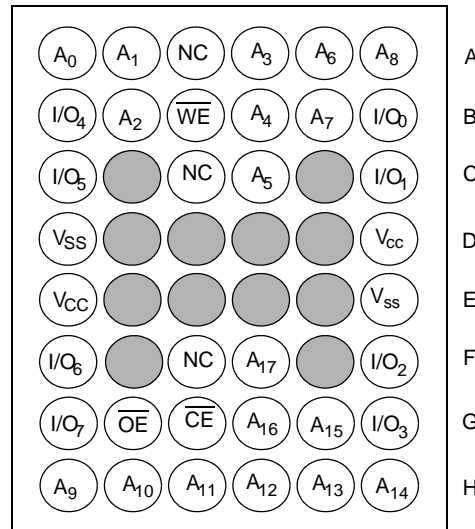 A0 A1 NC A3 A6 A8 A
I/O4 A2 WE A4 A7 I/O0 B
I/O5 NC A5 I/O1 C
VSS Vcc D
VCC Vss E
I/O6 NC A17 I/O2 F
I/O7 OE CE A16 A15 I/O3 G
A9 A10 A11 A12 A13 A14 H